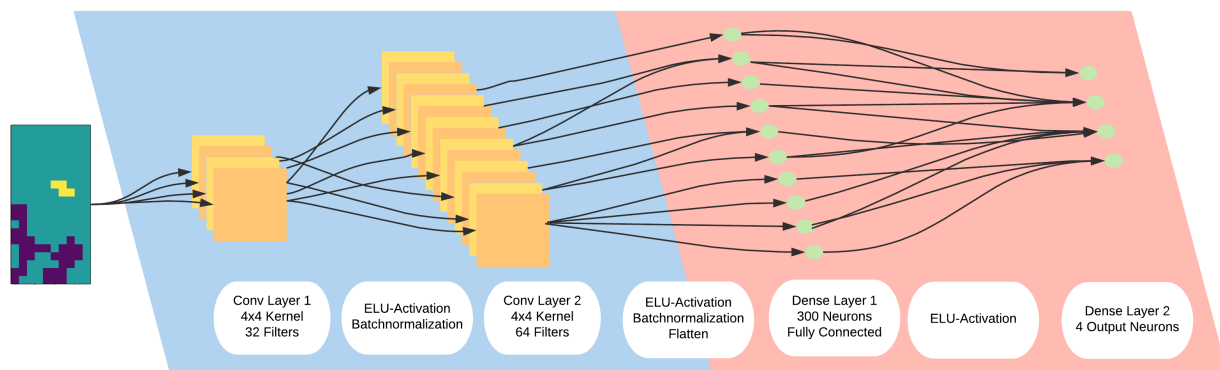 Conv Layer 1
4x4 Kernel
32 Filters
ELU-Activation
Batchnormalization
Conv Layer 2
4x4 Kernel
64 Filters
ELU-Activation
Batchnormalization
Flatten
Dense Layer 1
300 Neurons
Fully Connected
ELU-Activation
Dense Layer 2
4 Output Neurons